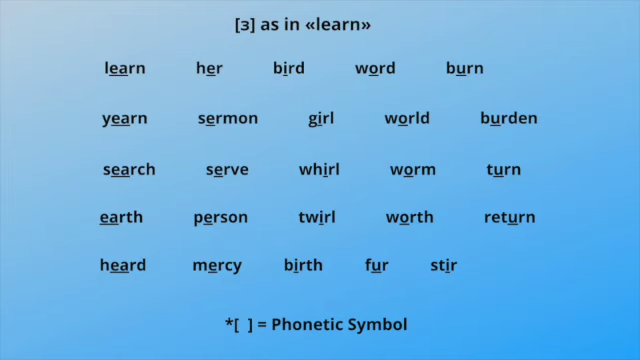 [ɜ] as in «learn»
learn her bird word burn
yearn sermon girl world burden
search serve whirl worm turn
earth person twirl worth return
heard mercy birth fur stir
*[ ] = Phonetic Symbol